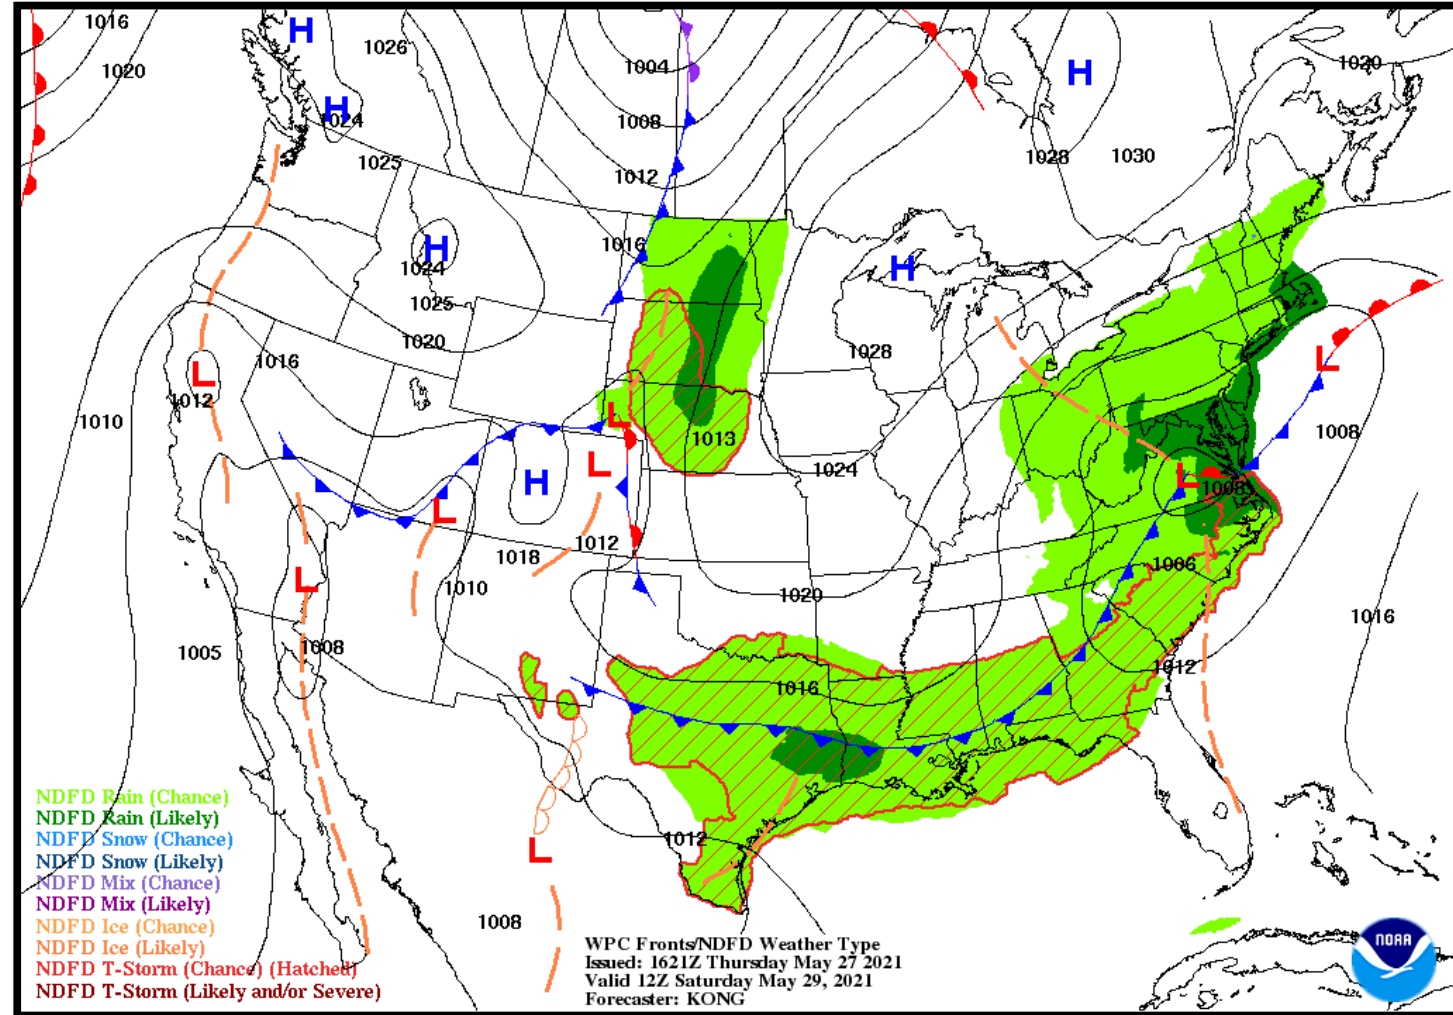 1016
H
1026
1020
1004
1020
H
H
1024
1008
1028
1030
1025
1012
H
1016
H
1024
1025
1020
1028
1016
L
L
1012
1010
L
1013
1008
L
1024
L
H
1008
L
1018
1012
1006
L
1010
1020
1016
1005
1008
1012
1016
NDFD Rain (Chance)
NDFD Rain (Likely)
NDFD Snow (Chance)
NDFD Snow (Likely)
NDFD Mix (Chance)
NDFD Mix (Likely)
NDFD Ice (Chance)
NDFD Ice (Likely)
NDFD T-Storm (Chance) (Hatched)
NDFD T-Storm (Likely and/or Severe)
1012
L
1008
WPC Fronts/NDFD Weather Type
Issued: 1621Z Thursday May 27 2021
Valid 12Z Saturday May 29, 2021
Forecaster: KONG
NOAA